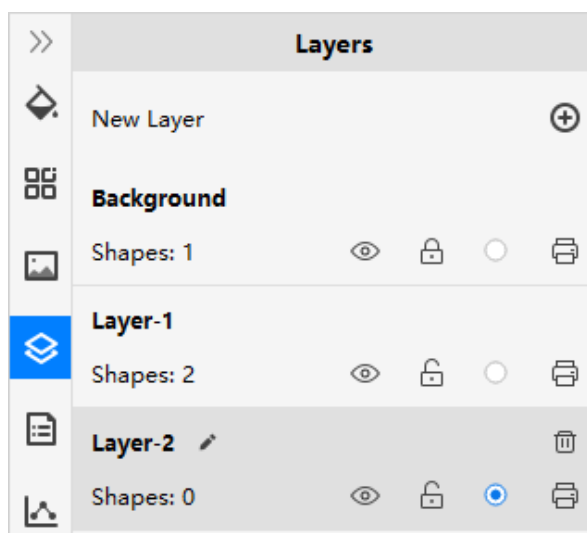 Layers
New Layer
Background
Shapes: 1
Layer-1
Shapes: 2
Layer-2
Shapes: 0